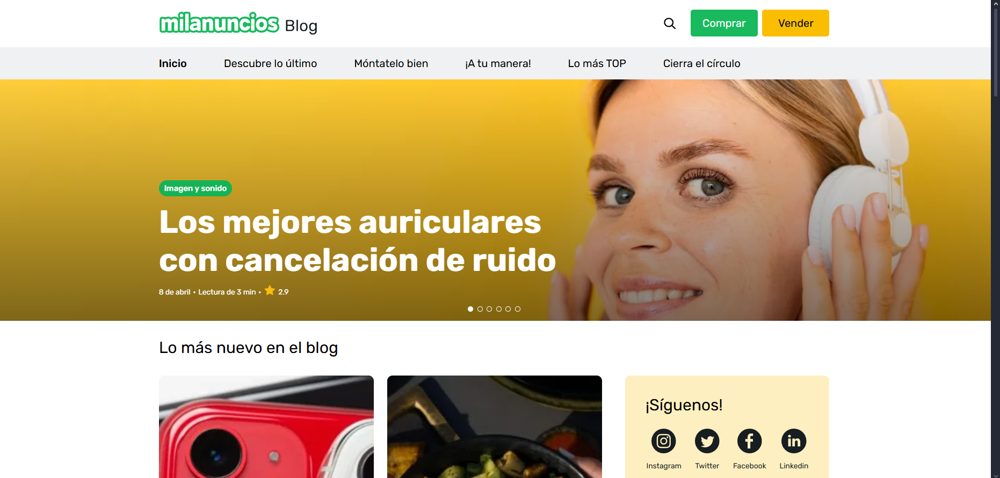 milanuncios Blog
Comprar
Vender
Inicio
Descubre lo último
Móntatelo bien
¡A tu manera!
Lo más TOP
Cierra el círculo
Imagen y sonido
Los mejores auriculares
con cancelación de ruido
8 de abril • Lectura de 3 min • 2.9
Lo más nuevo en el blog
¡Síguenos!
Instagram
Twitter
Facebook
Linkedin